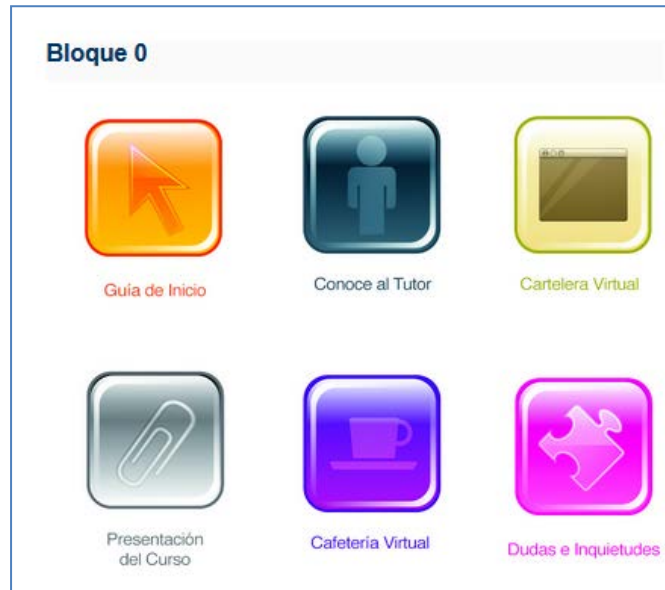 Bloque 0
Guía de Inicio
Conoce al Tutor
Cartelera Virtual
Presentación
del Curso
Cafetería Virtual
Dudas e Inquietudes